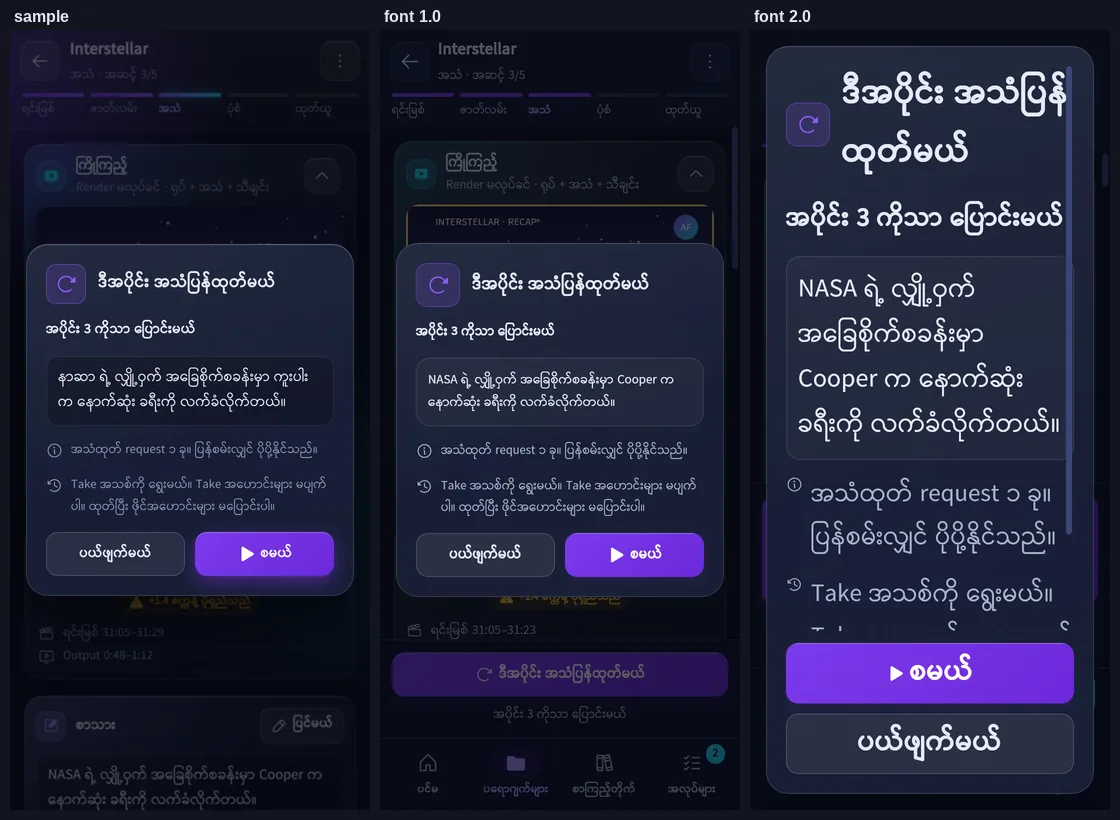 sample
Interstellar
အသံ · အဆင့် 3/5
ရင်းမြစ်
ဇာတ်လမ်း
အသံ
ပုံစံ
ထုတ်ယူ
ကြိုကြည့်
Render မလုပ်ခင် · ရုပ် + အသံ + သီချင်း
ဒီအပိုင်း အသံပြန်ထုတ်မယ်
အပိုင်း 3 ကိုသာ ပြောင်းမယ်
နာဆာ ရဲ့ လျှို့ဝှက် အခြေစိုက်စခန်းမှာ ကူးပါး
က နောက်ဆုံး ခရီးကို လက်ခံလိုက်တယ်။
အသံထုတ် request ၁ ခု။ ပြန်စမ်းလျှင် ပိုပို့နိုင်သည်။
Take အသစ်ကို ရွေးမယ်။ Take အဟောင်းများ မပျက်
ပါ။ ထုတ်ပြီး ဖိုင်အဟောင်းများ မပြောင်းပါ။
ပယ်ဖျက်မယ်
စမယ်
ရင်းမြစ် 31:05–31:29
Output 0:48–1:12
စာသား
ပြင်မယ်
NASA ရဲ့ လျှို့ဝှက် အခြေစိုက်စခန်းမှာ Cooper က
နောက်ဆုံး ခရီးကို လက်ခံလိုက်တယ်။
font 1.0
Interstellar
အသံ · အဆင့် 3/5
ရင်းမြစ်
ဇာတ်လမ်း
အသံ
ပုံစံ
ထုတ်ယူ
ကြိုကြည့်
Render မလုပ်ခင် · ရုပ် + အသံ + သီချင်း
INTERSTELLAR · RECAP
AF
ဒီအပိုင်း အသံပြန်ထုတ်မယ်
အပိုင်း 3 ကိုသာ ပြောင်းမယ်
NASA ရဲ့ လျှို့ဝှက် အခြေစိုက်စခန်းမှာ Cooper က
နောက်ဆုံး ခရီးကို လက်ခံလိုက်တယ်။
အသံထုတ် request ၁ ခု။ ပြန်စမ်းလျှင် ပိုပို့နိုင်သည်။
Take အသစ်ကို ရွေးမယ်။ Take အဟောင်းများ မပျက်
ပါ။ ထုတ်ပြီး ဖိုင်အဟောင်းများ မပြောင်းပါ။
ပယ်ဖျက်မယ်
စမယ်
ရင်းမြစ် 31:05–31:23
ဒီအပိုင်း အသံပြန်ထုတ်မယ်
အပိုင်း 3 ကိုသာ ပြောင်းမယ်
2
ပင်မ
ပရောဂျက်များ
စာကြည့်တိုက်
အလုပ်များ
font 2.0
ဒီအပိုင်း အသံပြန်
ထုတ်မယ်
အပိုင်း 3 ကိုသာ ပြောင်းမယ်
NASA ရဲ့ လျှို့ဝှက်
အခြေစိုက်စခန်းမှာ
Cooper က နောက်ဆုံး
ခရီးကို လက်ခံလိုက်တယ်။
အသံထုတ် request ၁ ခု။
ပြန်စမ်းလျှင် ပိုပို့နိုင်သည်။
Take အသစ်ကို ရွေးမယ်။
စမယ်
ပယ်ဖျက်မယ်